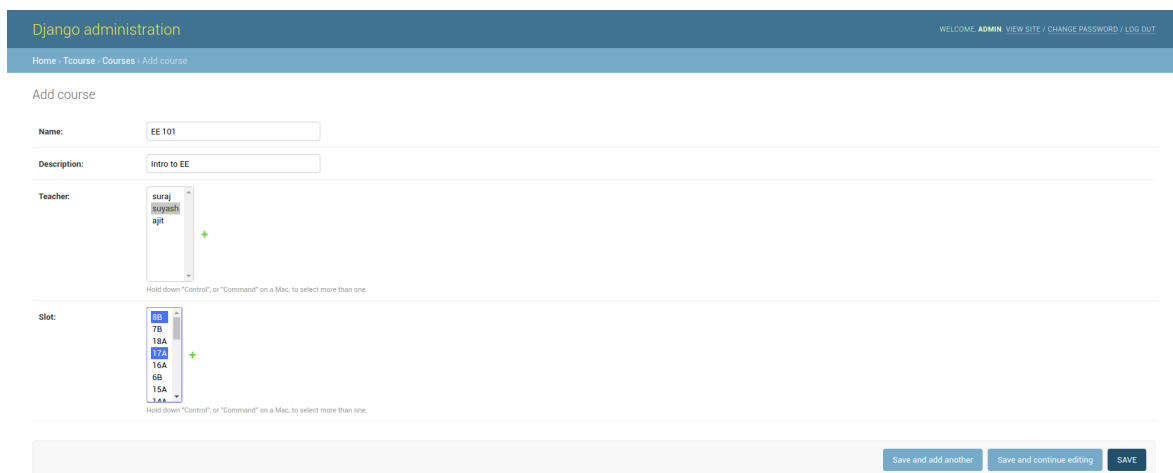 Django administration
WELCOME, ADMIN. VIEW SITE / CHANGE PASSWORD / LOG OUT
Home › Tcourse › Courses › Add course
Add course
Name: EE 101
Description: Intro to EE
Teacher: suraj
suyash
ajit
Hold down "Control", or "Command" on a Mac, to select more than one.
Slot: 8B
7B
18A
17A
16A
6B
15A
14A
Hold down "Control", or "Command" on a Mac, to select more than one.
Save and add another Save and continue editing SAVE